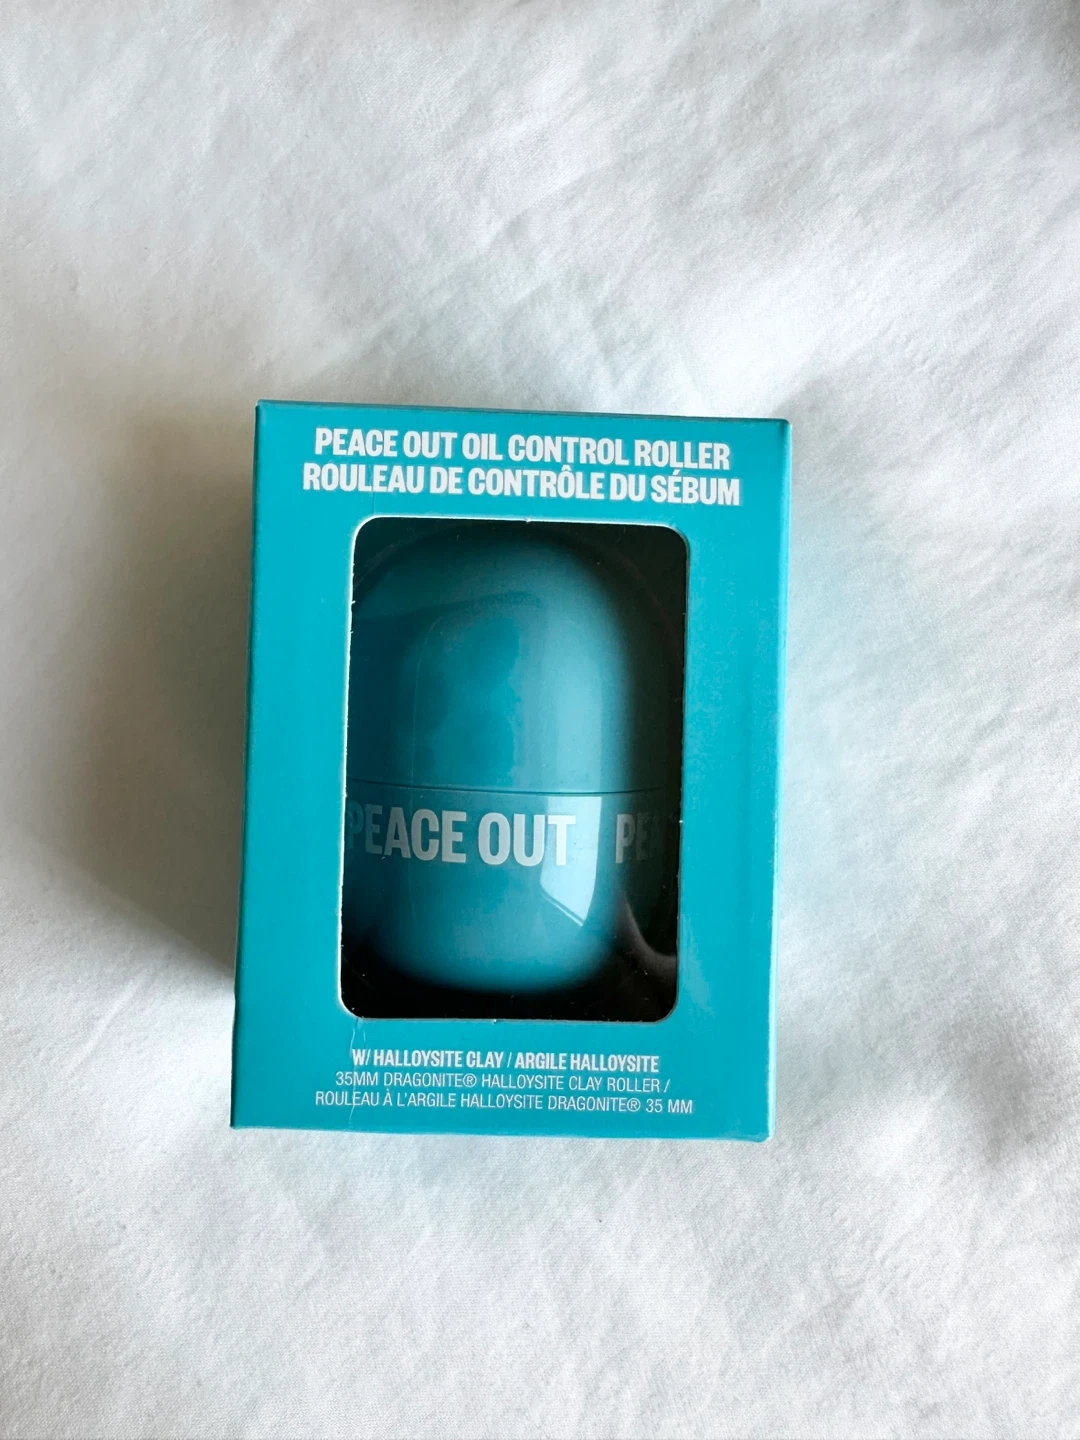 PEACE OUT OIL CONTROL ROLLER
ROULEAU DE CONTRÔLE DU SÉBUM
PEACE OUT
W/ HALLOYSITE CLAY / ARGILE HALLOYSITE
35MM DRAGONITE® HALLOYSITE CLAY ROLLER /
ROULEAU À L'ARGILE HALLOYSITE DRAGONITE® 35 MM